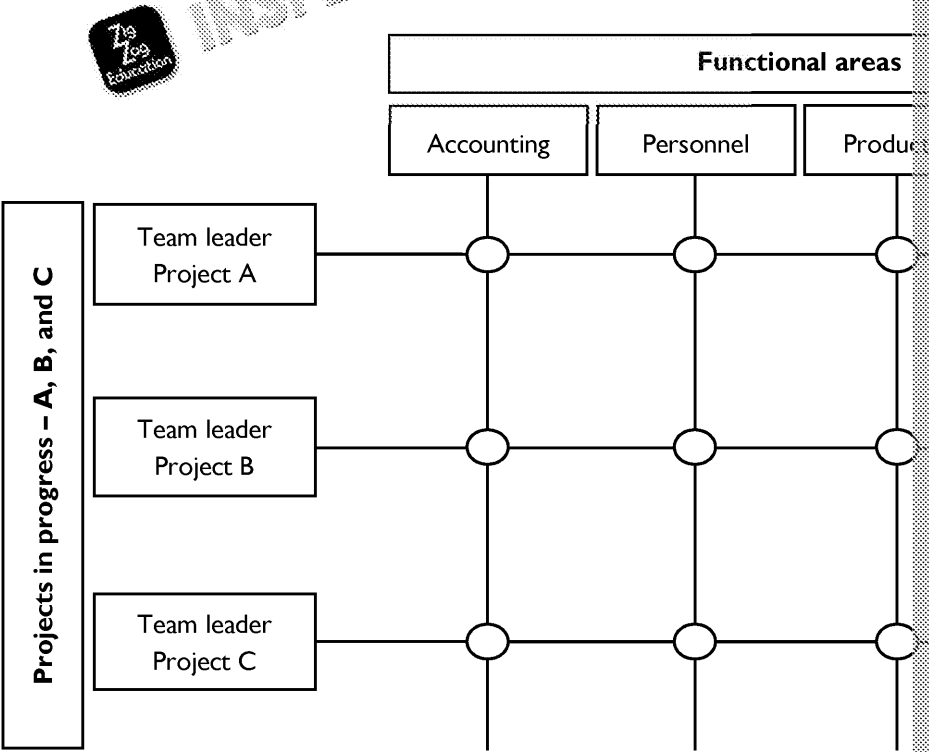 Zig
Zag
Education
Functional areas
Accounting
Personnel
Team leader
Project A
Projects in progress – A, B, and C
Team leader
Project B
Team leader
Project C